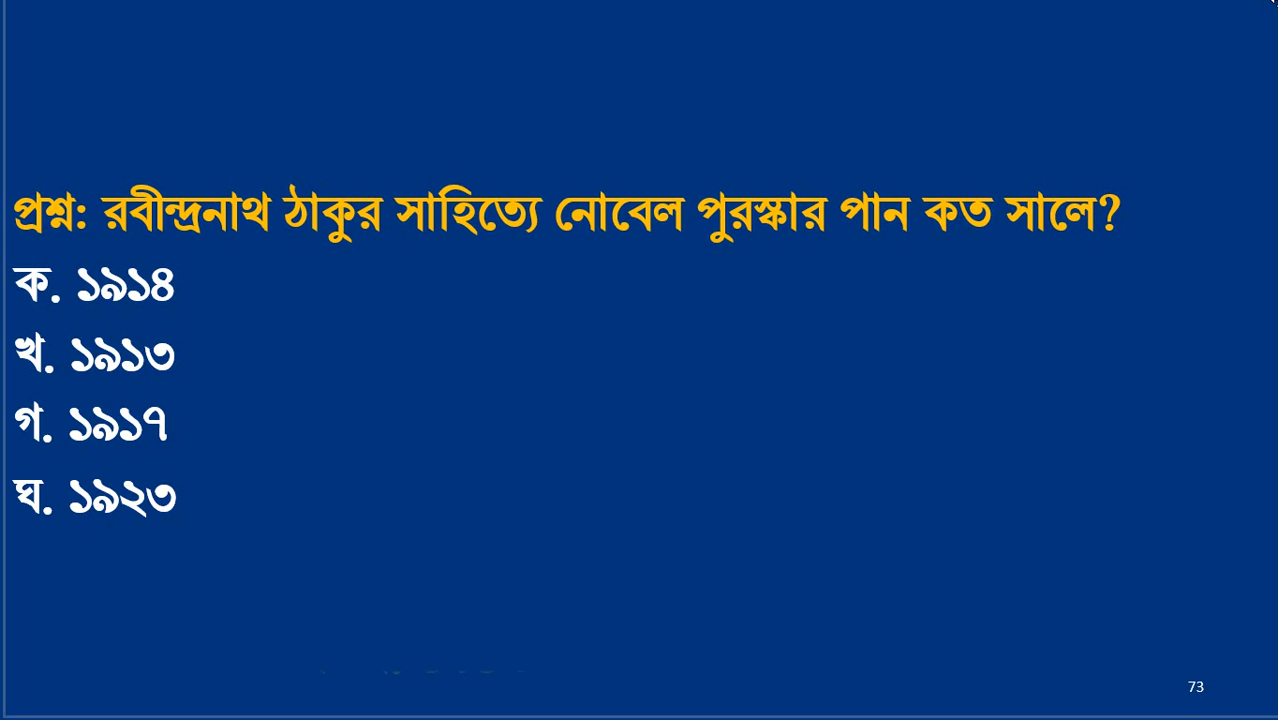 প্রশ্ন: রবীন্দ্রনাথ ঠাকুর সাহিত্যে নোবেল পুরস্কার পান কত সালে?
ক. ১৯১৪
খ. ১৯১৩
গ. ১৯১৭
ঘ. ১৯২৩
73